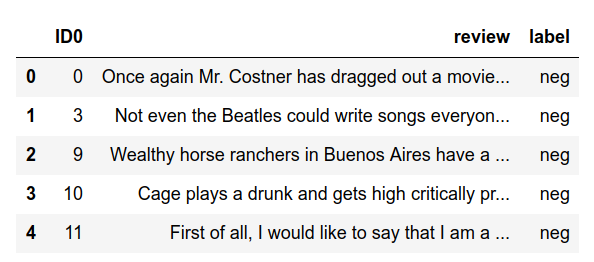 ID0 review label
0 0 Once again Mr. Costner has dragged out a movie... neg
1 3 Not even the Beatles could write songs everyon... neg
2 9 Wealthy horse ranchers in Buenos Aires have a ... neg
3 10 Cage plays a drunk and gets high critically pr... neg
4 11 First of all, I would like to say that I am a ... neg